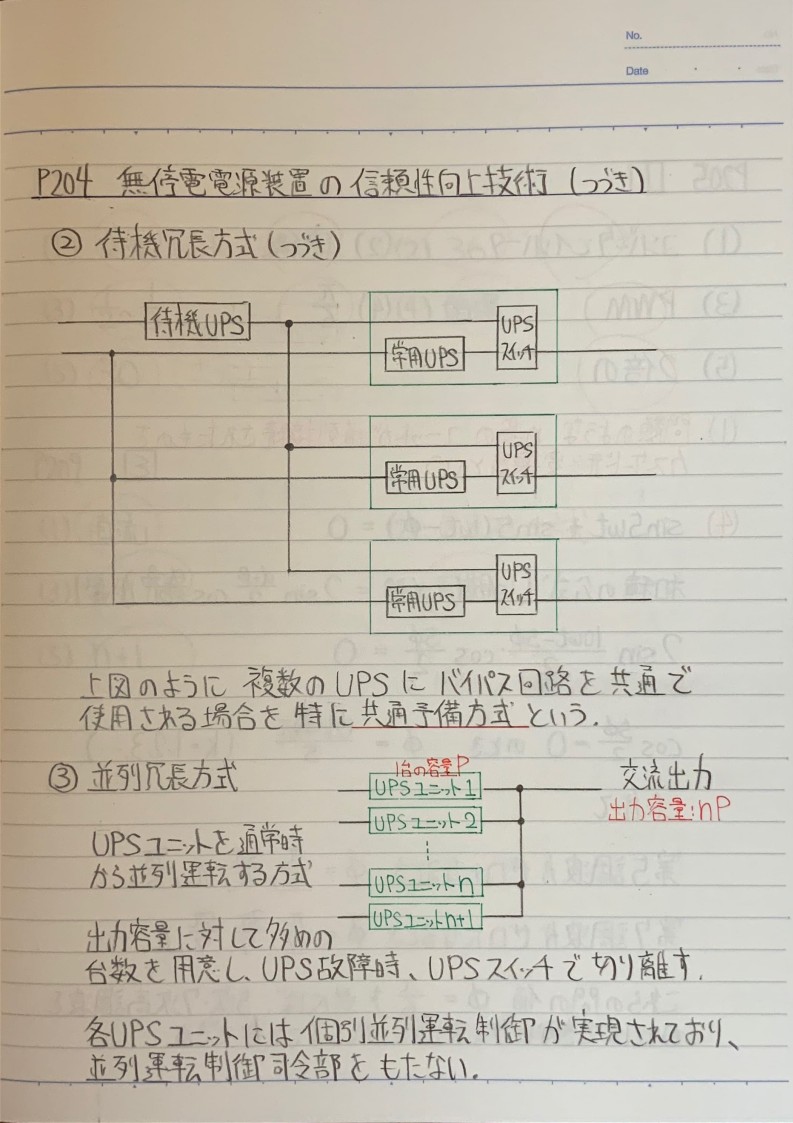 No.
Date
P204 無停電電源装置の信頼性向上技術 (つづき)
② 待機冗長方式(つづき)
待機UPS
UPS
スイッチ
常用UPS
UPS
スイッチ
常用UPS
UPS
スイッチ
常用UPS
上図のように 複数のUPSに バイパス回路を共通で
使用される場合を 特に共通予備方式という.
③ 並列冗長方式
1台の容量P
UPSユニット1
交流出力
出力容量:nP
UPSユニット2
UPSユニットを通常時
から並列運転する方式
UPSユニットn
UPSユニットn+1
出力容量に対して多めの
台数を用意し、UPS故障時、UPSスイッチで切り離す.
各UPSユニットには個別並列運転制御が実現されており、
並列運転制御司令部をもたない.